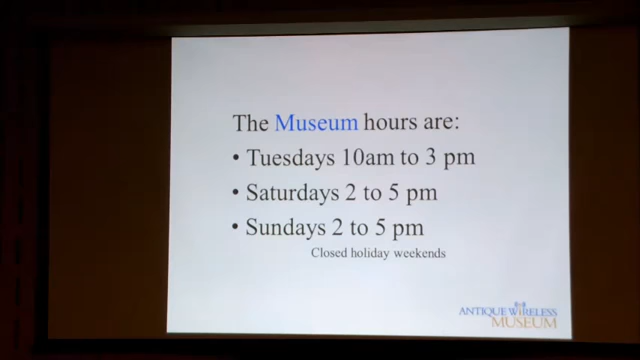 The Museum hours are:
• Tuesdays 10am to 3 pm
• Saturdays 2 to 5 pm
• Sundays 2 to 5 pm
Closed holiday weekends
ANTIQUE WIRELESS
MUSEUM